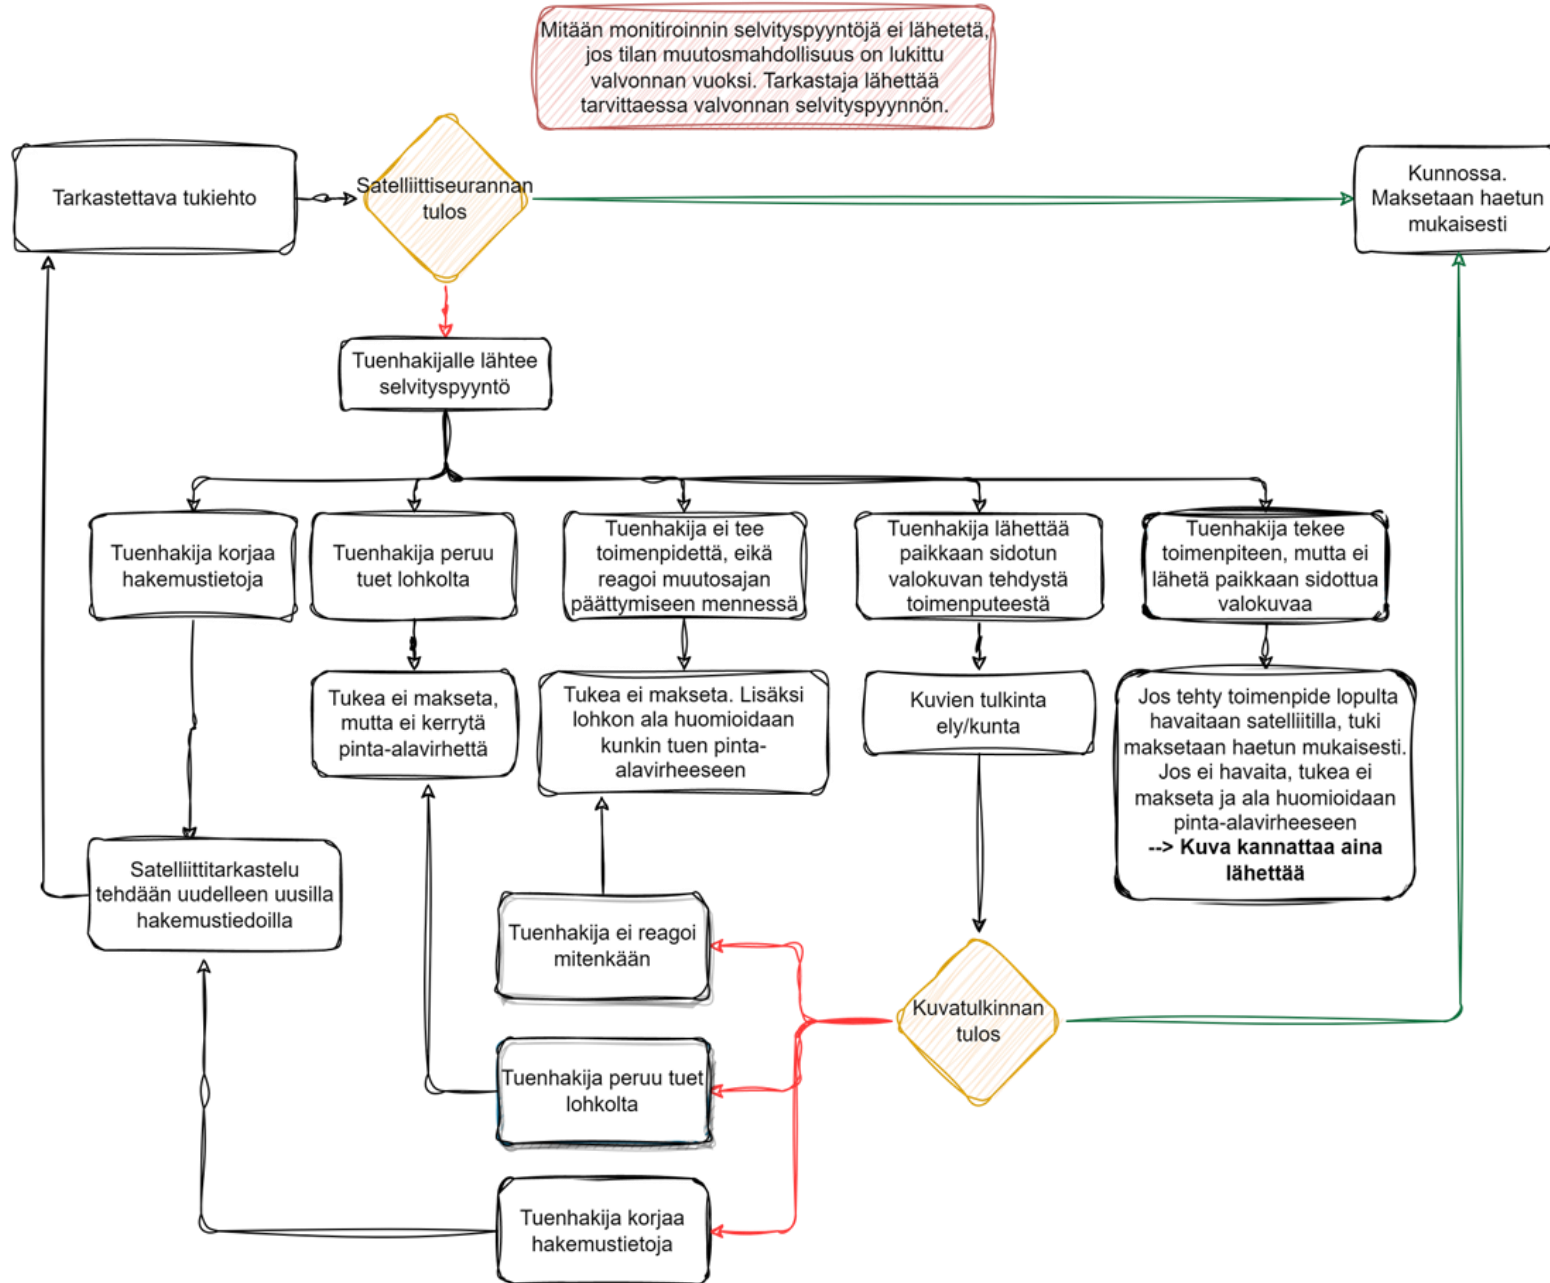 Mitään monitiroinnin selvityspyyntöjä ei lähetetä,
jos tilan muutosmahdollisuus on lukittu
valvonnan vuoksi. Tarkastaja lähettää
tarvittaessa valvonnan selvityspyynnön.
Tarkastettava tukiehto
Satelliittiseurannan
tulos
Kunnossa.
Maksetaan haetun
mukaisesti
Tuenhakijalle lähtee
selvityspyyntö
Tuenhakija korjaa
hakemustietoja
Tuenhakija peruu
tuet lohkolta
Tuenhakija ei tee
toimenpidettä, eikä
reagoi muutosajan
päättymiseen mennessä
Tuenhakija lähettää
paikkaan sidotun
valokuvan tehdystä
toimenputeestä
Tuenhakija tekee
toimenpiteen, mutta ei
lähetä paikkaan sidottua
valokuvaa
Tukea ei makseta,
mutta ei kerrytä
pinta-alavirhettä
Tukea ei makseta. Lisäksi
lohkon ala huomioidaan
kunkin tuen pinta-
alavirheeseen
Kuvien tulkinta
ely/kunta
Jos tehty toimenpide lopulta
havaitaan satelliitilla, tuki
maksetaan haetun mukaisesti.
Jos ei havaita, tukea ei
makseta ja ala huomioidaan
pinta-alavirheeseen
--> Kuva kannattaa aina
lähettää
Satelliittitarkastelu
tehdään uudelleen uusilla
hakemustiedoilla
Tuenhakija ei reagoi
mitenkään
Kuvatulkinnan
tulos
Tuenhakija peruu tuet
lohkolta
Tuenhakija korjaa
hakemustietoja